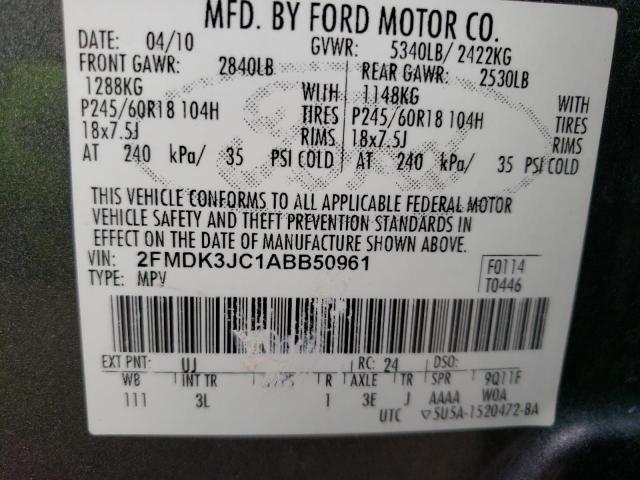 MFD. BY FORD MOTOR CO.
DATE: 04/10 GVWR: 5340LB/ 2422KG
FRONT GAWR: 2840LB REAR GAWR: 2530LB
1288KG WITH 1148KG WITH
P245/60R18 104H TIRES P245/60R18 104H TIRES
18x7.5J RIMS 18x7.5J RIMS
AT 240 kPa/ 35 PSI COLD AT 240 kPa/ 35 PSI COLD
THIS VEHICLE CONFORMS TO ALL APPLICABLE FEDERAL MOTOR
VEHICLE SAFETY AND THEFT PREVENTION STANDARDS IN
EFFECT ON THE DATE OF MANUFACTURE SHOWN ABOVE.
VIN: 2FMDK3JC1ABB50961 F0114
TYPE: MPV T0446
EXT PNT: UJ RC: 24 DSO:
WB INT TR R AXLE TR SPR 9Q11F
111 3L 1 3E J AAAA W0A
UTC ▽5U5A-1520472-BA